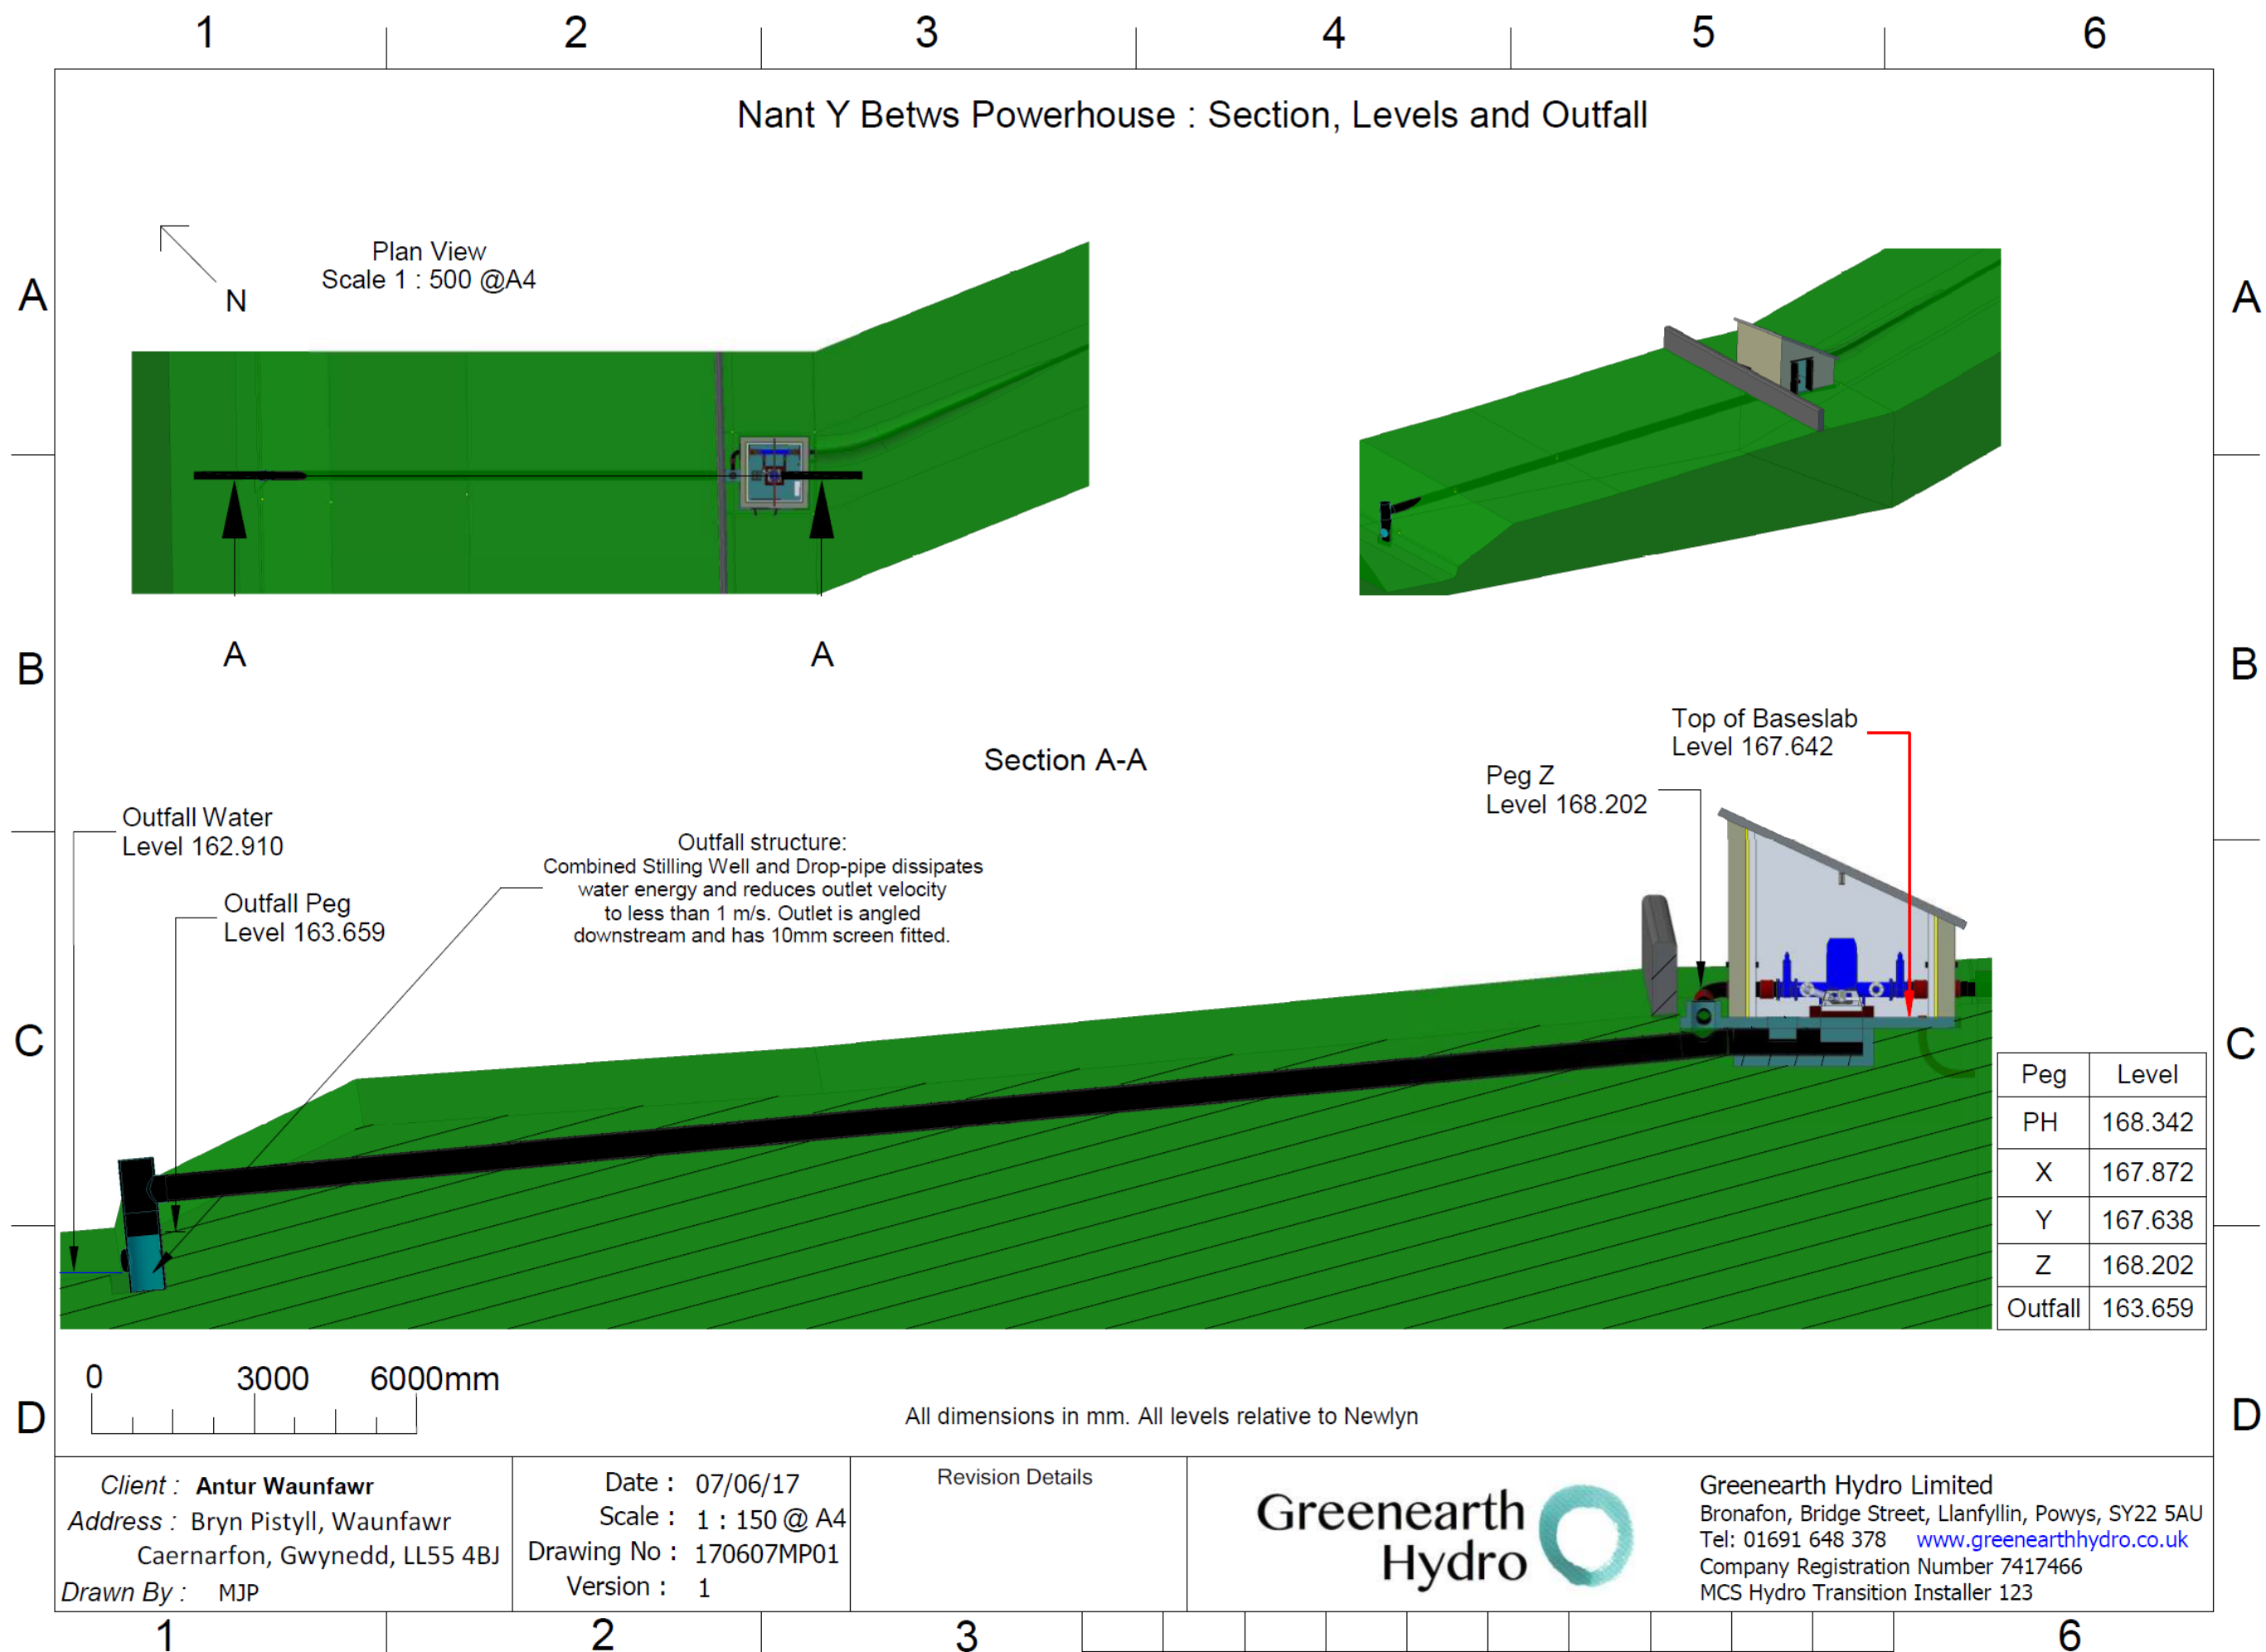 1 2 3 4 5 6
Nant Y Betws Powerhouse : Section, Levels and Outfall
Plan View
Scale 1 : 500 @A4
N
A A
A A
B B
Section A-A
Top of Baseslab
Level 167.642
Peg Z
Level 168.202
Outfall Water
Level 162.910
Outfall Peg
Level 163.659
Outfall structure:
Combined Stilling Well and Drop-pipe dissipates
water energy and reduces outlet velocity
to less than 1 m/s. Outlet is angled
downstream and has 10mm screen fitted.
C C
Peg Level
PH 168.342
X 167.872
Y 167.638
Z 168.202
Outfall 163.659
0 3000 6000mm
D D
All dimensions in mm. All levels relative to Newlyn
Client : Antur Waunfawr
Address : Bryn Pistyll, Waunfawr
Caernarfon, Gwynedd, LL55 4BJ
Drawn By : MJP
Date : 07/06/17
Scale : 1 : 150 @ A4
Drawing No : 170607MP01
Version : 1
Revision Details
Greenearth
Hydro
Greenearth Hydro Limited
Bronafon, Bridge Street, Llanfyllin, Powys, SY22 5AU
Tel: 01691 648 378 www.greenearthhydro.co.uk
Company Registration Number 7417466
MCS Hydro Transition Installer 123
1 2 3 6